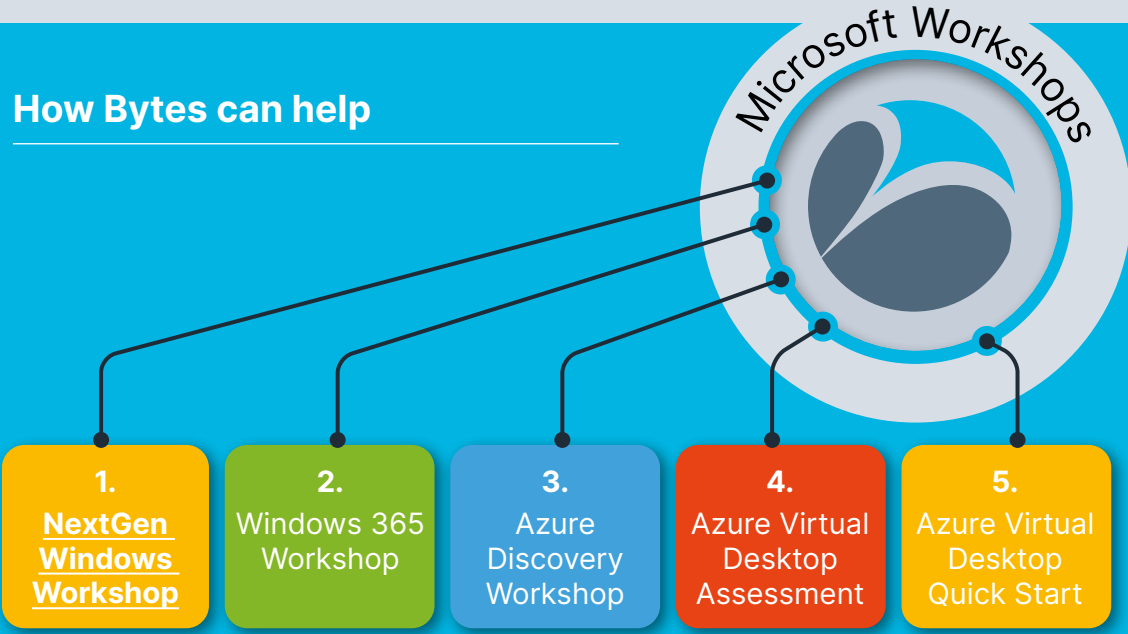 Microsoft Workshops
How Bytes can help
1.
NextGen
Windows
Workshop
2.
Windows 365
Workshop
3.
Azure
Discovery
Workshop
4.
Azure Virtual
Desktop
Assessment
5.
Azure Virtual
Desktop
Quick Start